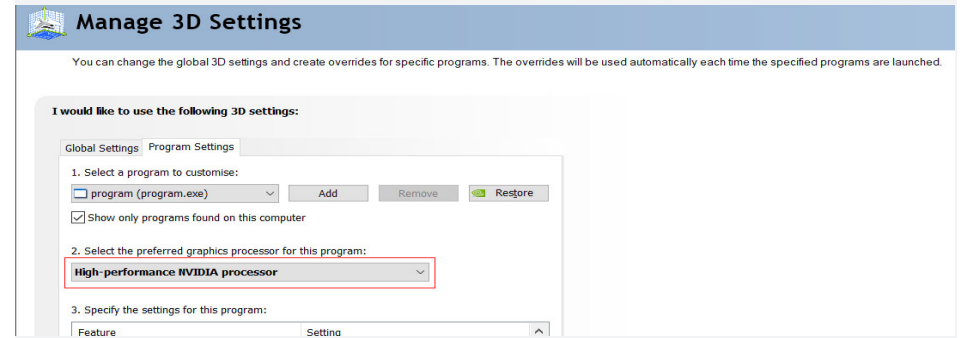 Manage 3D Settings
You can change the global 3D settings and create overrides for specific programs. The overrides will be used automatically each time the specified programs are launched.
I would like to use the following 3D settings:
Global Settings Program Settings
1. Select a program to customise:
program (program.exe) Add Remove Restore
Show only programs found on this computer
2. Select the preferred graphics processor for this program:
High-performance NVIDIA processor
3. Specify the settings for this program:
Feature Setting